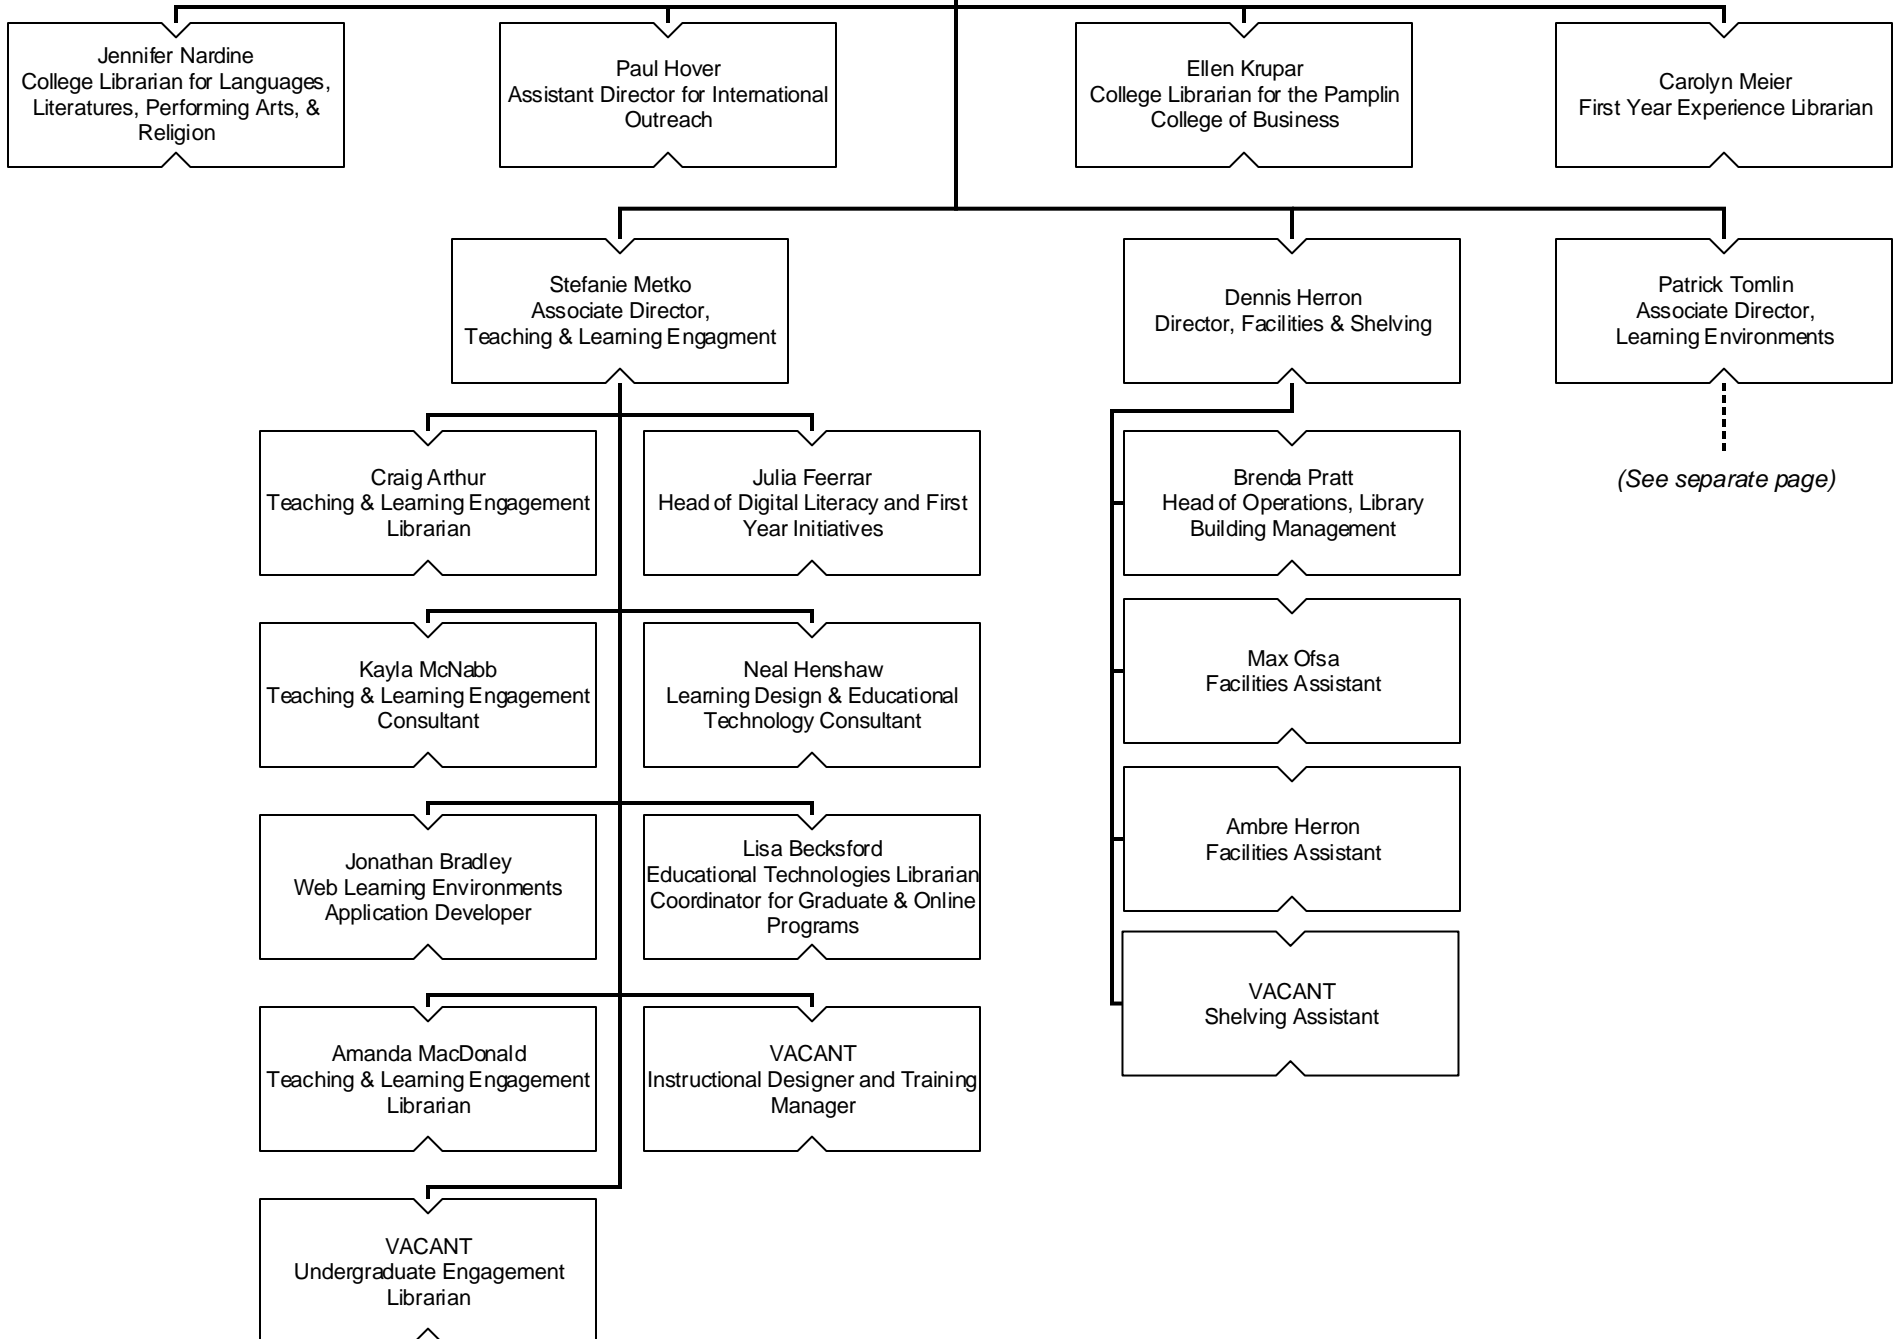 Jennifer Nardine
College Librarian for Languages,
Literatures, Performing Arts, &
Religion
Paul Hover
Assistant Director for International
Outreach
Ellen Krupar
College Librarian for the Pamplin
College of Business
Carolyn Meier
First Year Experience Librarian
Stefanie Metko
Associate Director,
Teaching & Learning Engagment
Dennis Herron
Director, Facilities & Shelving
Patrick Tomlin
Associate Director,
Learning Environments
(See separate page)
Craig Arthur
Teaching & Learning Engagement
Librarian
Julia Feerrar
Head of Digital Literacy and First
Year Initiatives
Brenda Pratt
Head of Operations, Library
Building Management
Kayla McNabb
Teaching & Learning Engagement
Consultant
Neal Henshaw
Learning Design & Educational
Technology Consultant
Max Ofsa
Facilities Assistant
Jonathan Bradley
Web Learning Environments
Application Developer
Lisa Becksford
Educational Technologies Librarian
Coordinator for Graduate & Online
Programs
Ambre Herron
Facilities Assistant
Amanda MacDonald
Teaching & Learning Engagement
Librarian
VACANT
Instructional Designer and Training
Manager
VACANT
Shelving Assistant
VACANT
Undergraduate Engagement
Librarian